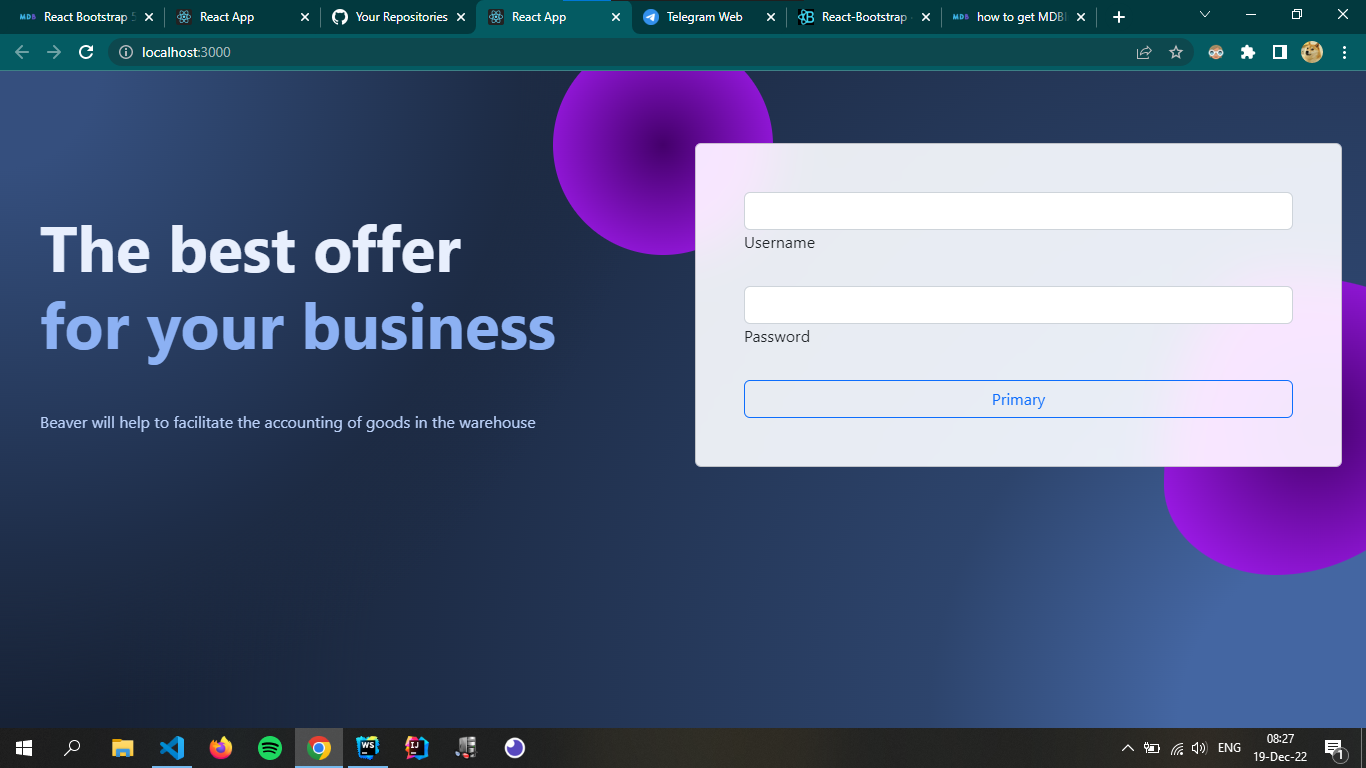 React Bootstrap 5
React App
Your Repositories
React App
Telegram Web
React-Bootstrap
how to get MDB
localhost:3000
The best offer
for your business
Beaver will help to facilitate the accounting of goods in the warehouse
Username
Password
Primary
ENG
08:27
19-Dec-22
1